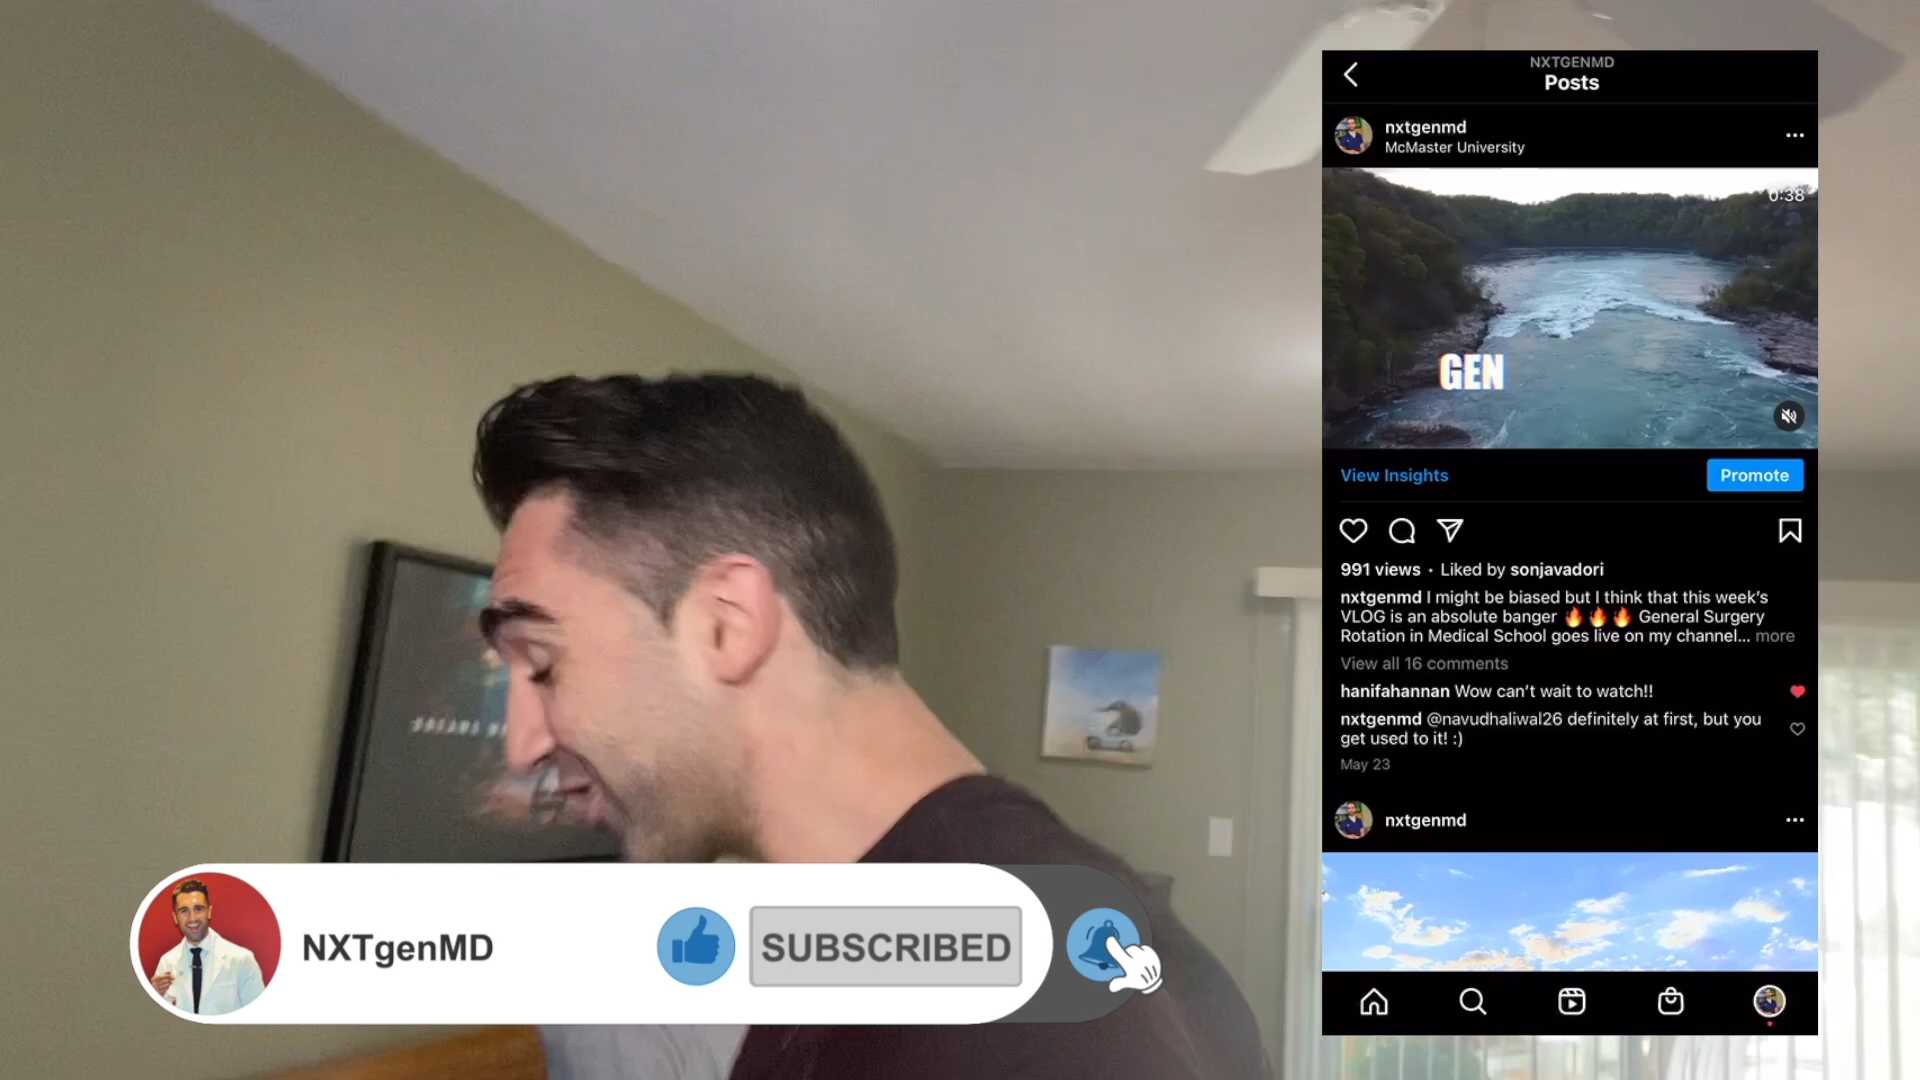 NXTGENMD
Posts
nxtgenmd
McMaster University
0:38
GEN
View Insights
Promote
991 views · Liked by sonjavadori
nxtgenmd I might be biased but I think that this week's
VLOG is an absolute banger 🔥🔥🔥 General Surgery
Rotation in Medical School goes live on my channel... more
View all 16 comments
hanifahannan Wow can't wait to watch!!
nxtgenmd @navudhaliwal26 definitely at first, but you
get used to it! :)
May 23
nxtgenmd
NXTgenMD
SUBSCRIBED